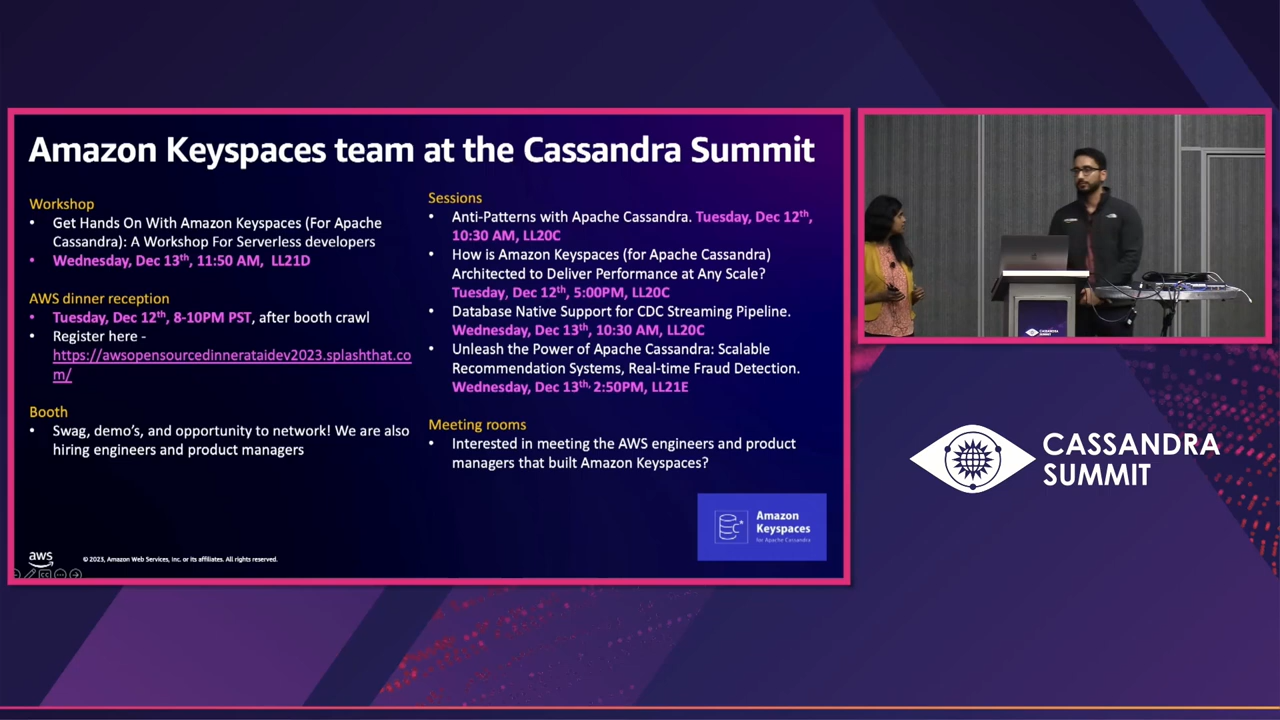 Amazon Keyspaces team at the Cassandra Summit
Workshop
• Get Hands On With Amazon Keyspaces (For Apache
Cassandra): A Workshop For Serverless developers
• Wednesday, Dec 13th, 11:50 AM, LL21D
AWS dinner reception
• Tuesday, Dec 12th, 8-10PM PST, after booth crawl
• Register here -
https://awsopensourcedinnerataidev2023.splashthat.co
m/
Booth
• Swag, demo's, and opportunity to network! We are also
hiring engineers and product managers
Sessions
• Anti-Patterns with Apache Cassandra. Tuesday, Dec 12th,
10:30 AM, LL20C
• How is Amazon Keyspaces (for Apache Cassandra)
Architected to Deliver Performance at Any Scale?
Tuesday, Dec 12th, 5:00PM, LL20C
• Database Native Support for CDC Streaming Pipeline.
Wednesday, Dec 13th, 10:30 AM, LL20C
• Unleash the Power of Apache Cassandra: Scalable
Recommendation Systems, Real-time Fraud Detection.
Wednesday, Dec 13th, 2:50PM, LL21E
Meeting rooms
• Interested in meeting the AWS engineers and product
managers that built Amazon Keyspaces?
Amazon
Keyspaces
for Apache Cassandra
aws
© 2023, Amazon Web Services, Inc. or its affiliates. All rights reserved.
CASSANDRA
SUMMIT